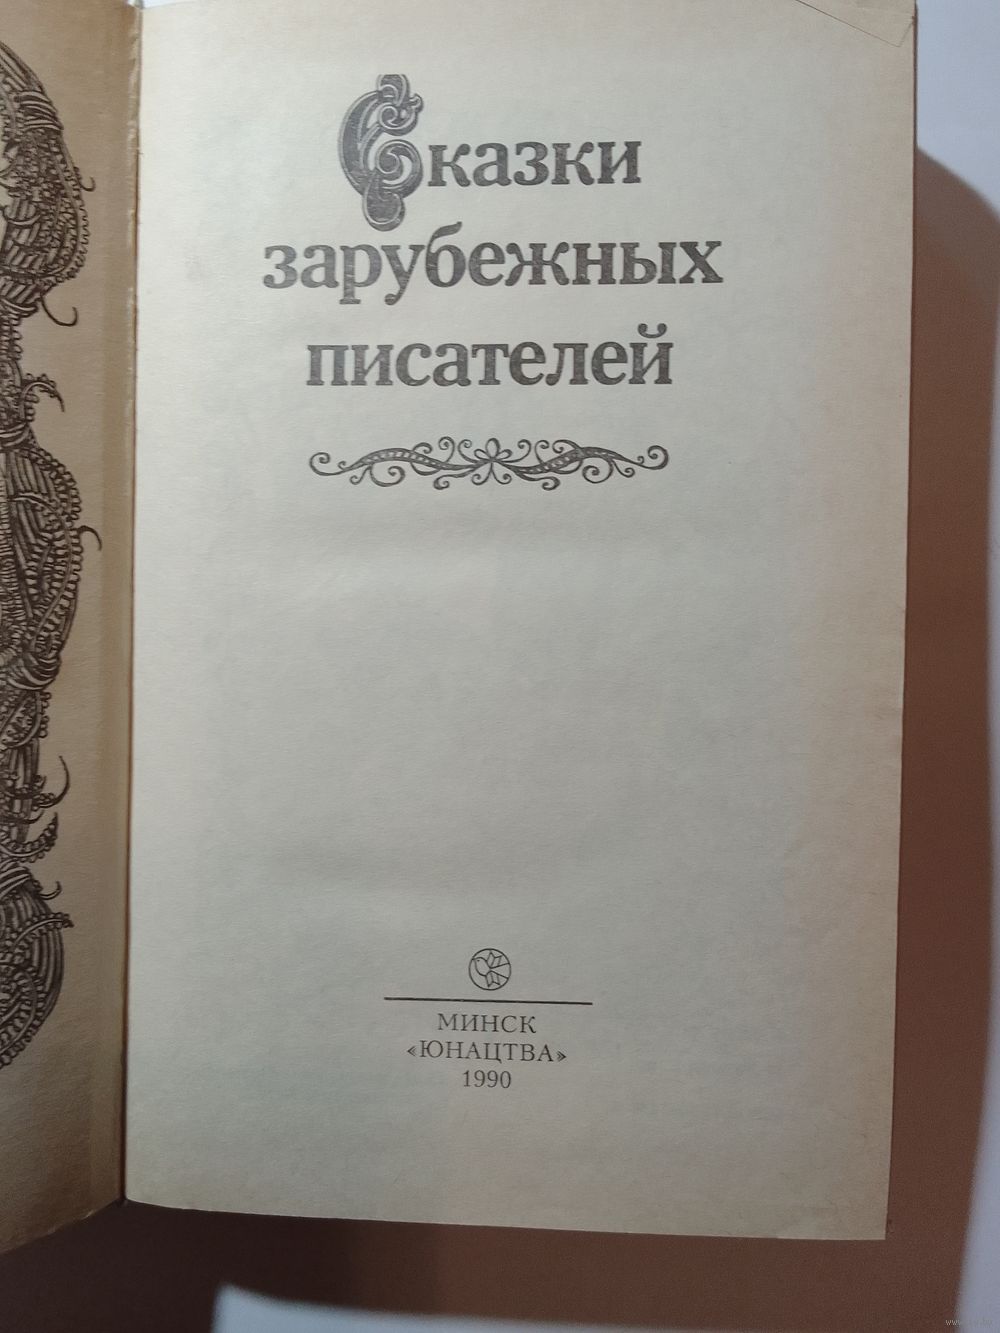 Сказки
зарубежных
писателей
МИНСК
«ЮНАЦТВА»
1990